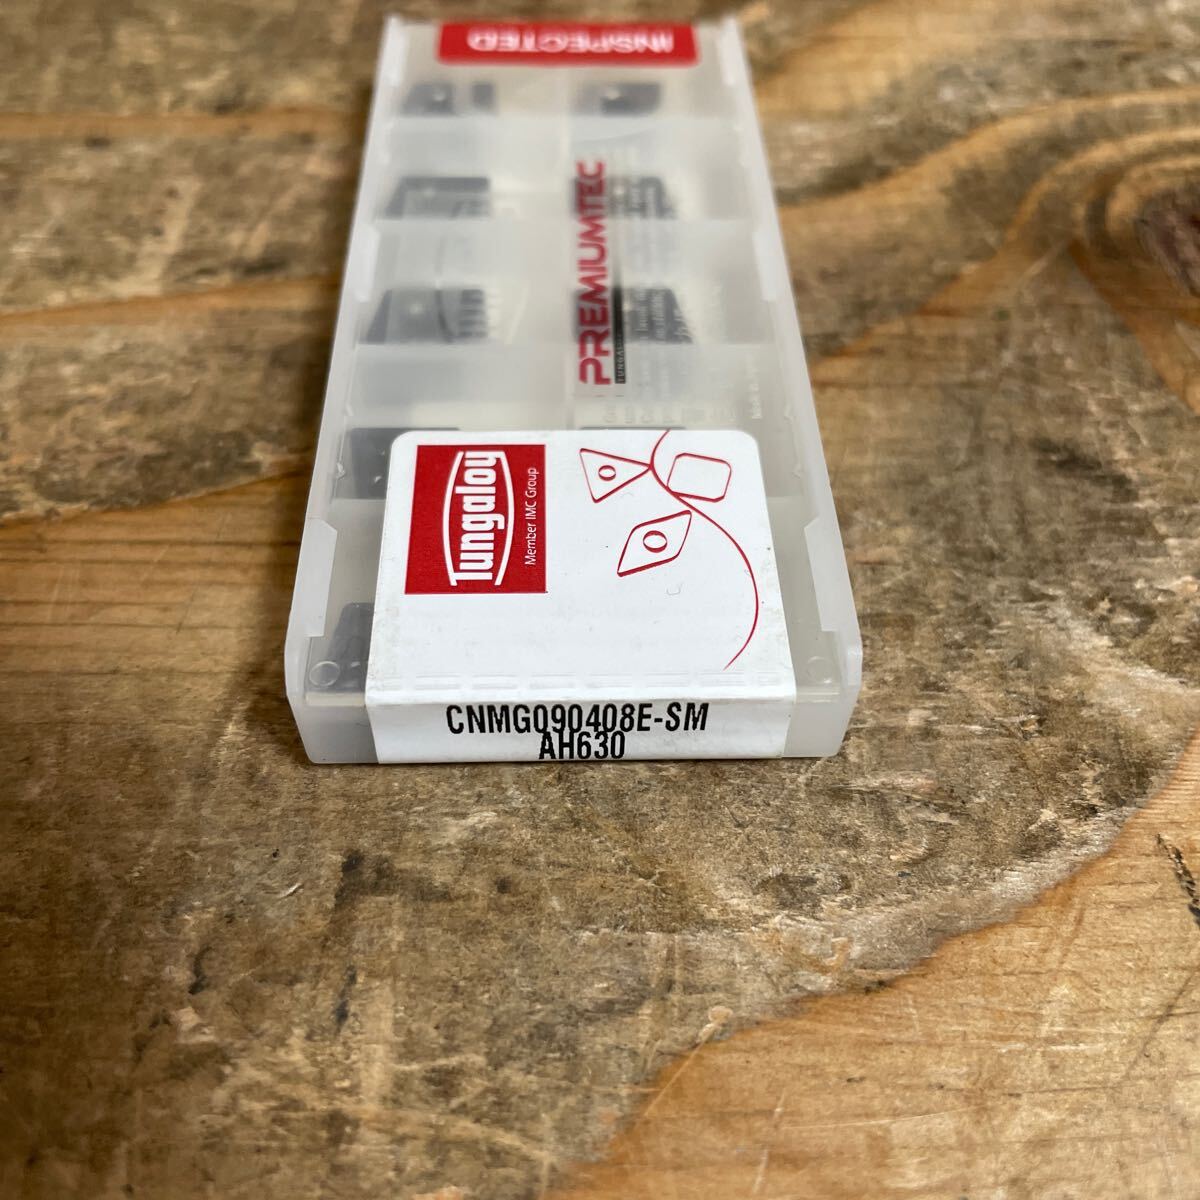 INSPECTED
PREMIUMTEC
Tungaloy
Member IMC Group
CNMG090408E-SM
AH630